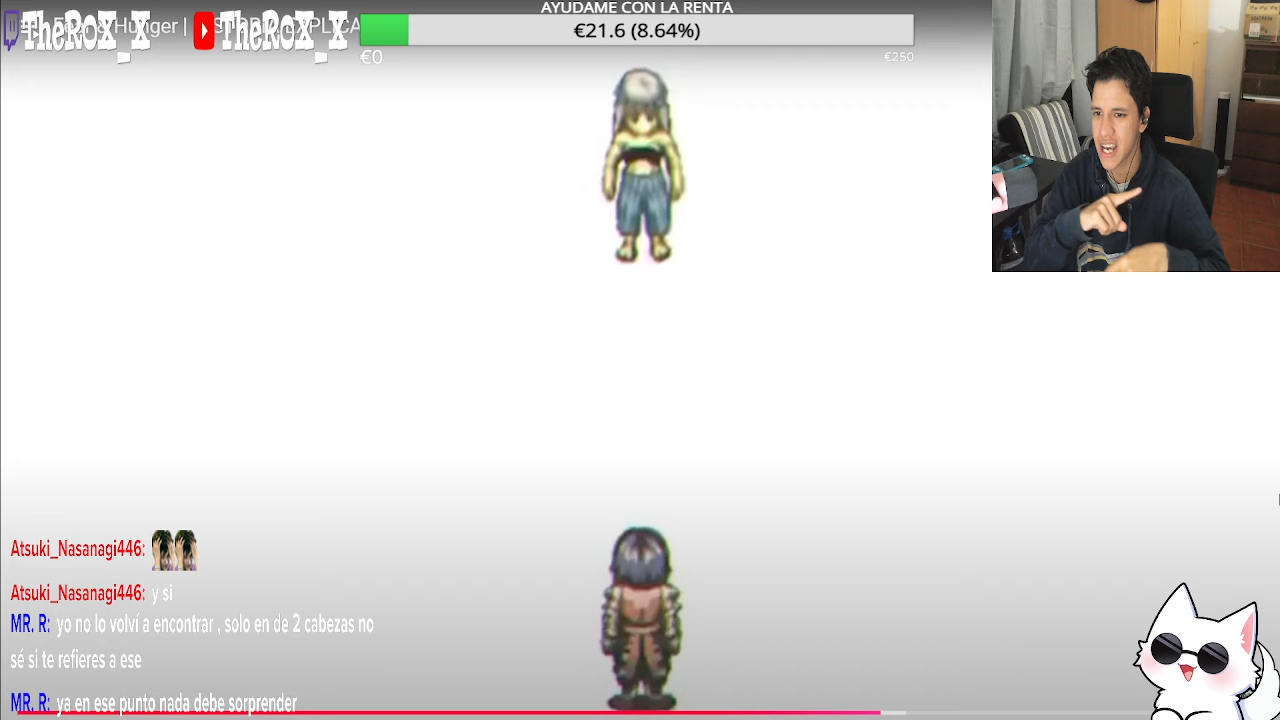 AYUDAME CON LA RENTA
TheRoX_X
TheRoX_X
Hunger |
€21.6 (8.64%)
€0
€250
Atsuki_Nasanagi446:
Atsuki_Nasanagi446: y si
MR. R: yo no lo volví a encontrar , solo en de 2 cabezas no
sé si te refieres a ese
MR. R: ya en ese punto nada debe sorprender